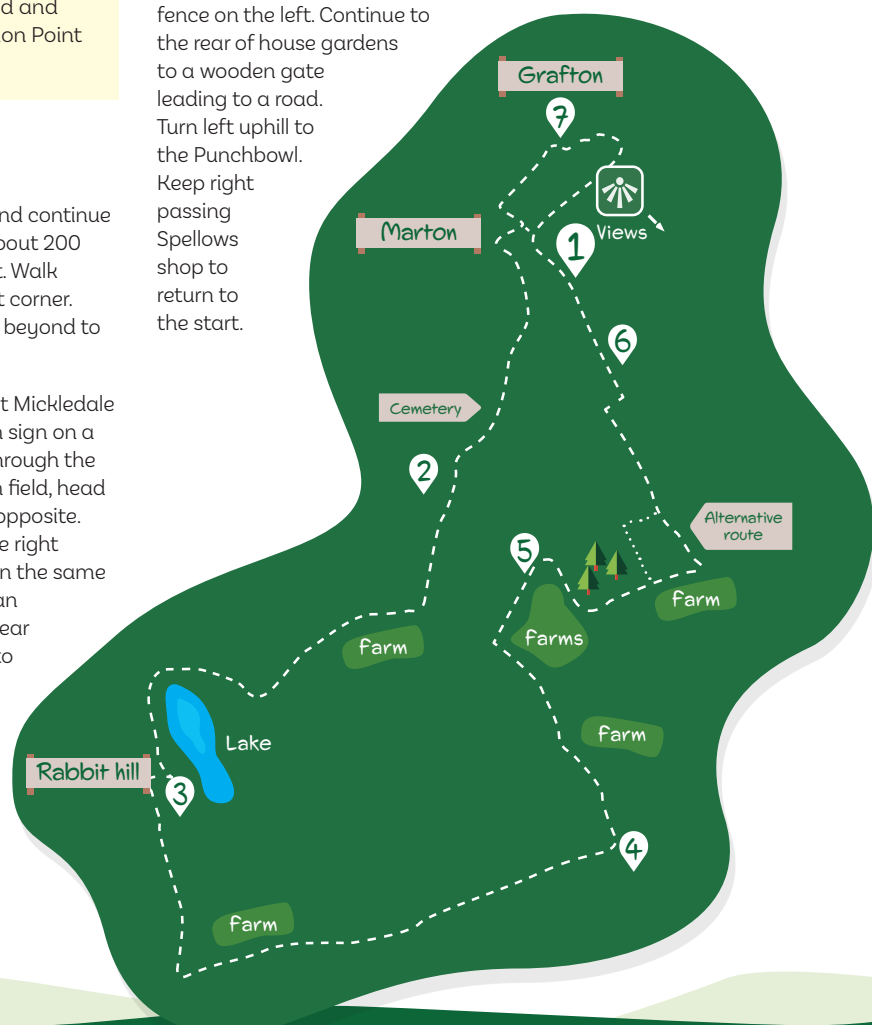 d and
on Point
nd continue
bout 200
t. Walk
t corner.
beyond to
t Mickledale
n sign on a
hrough the
n field, head
opposite.
e right
n the same
an
ear
to
fence on the left. Continue to
the rear of house gardens
to a wooden gate
leading to a road.
Turn left uphill to
the Punchbowl.
Keep right
passing
Spellows
shop to
return to
the start.
Grafton
7
Marton
Views
1
6
Cemetery
2
Alternative
route
5
Farm
Farms
Farm
Farm
Lake
Rabbit hill
3
4
Farm